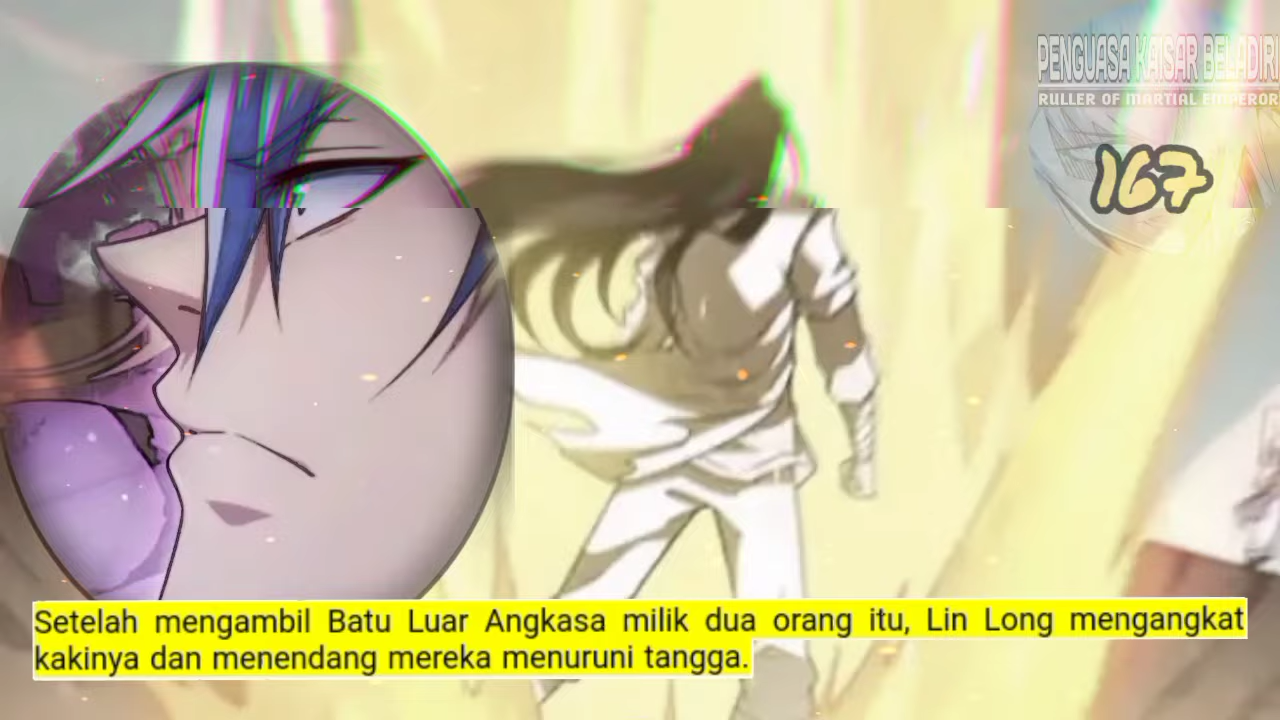 PENGUASA KAISAR BELADIRI
RULLER OF MARTIAL EMPEROR
167
Setelah mengambil Batu Luar Angkasa milik dua orang itu, Lin Long mengangkat
kakinya dan menendang mereka menuruni tangga.